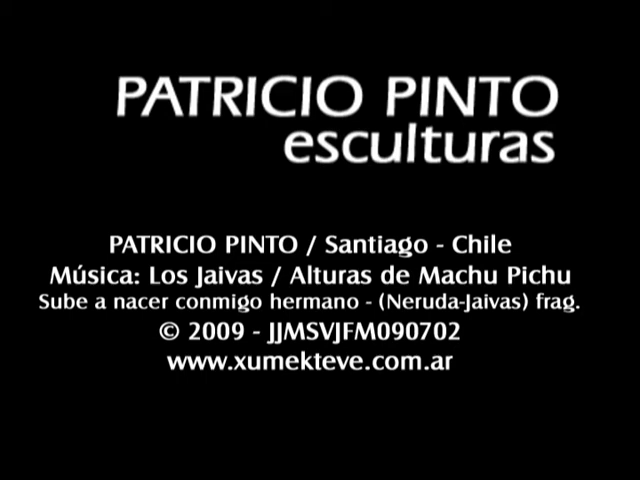 PATRICIO PINTO
esculturas
PATRICIO PINTO / Santiago - Chile
Música: Los Jaivas / Alturas de Machu Pichu
Sube a nacer conmigo hermano - (Neruda-Jaivas) frag.
© 2009 - JJMSVJFM090702
www.xumekteve.com.ar